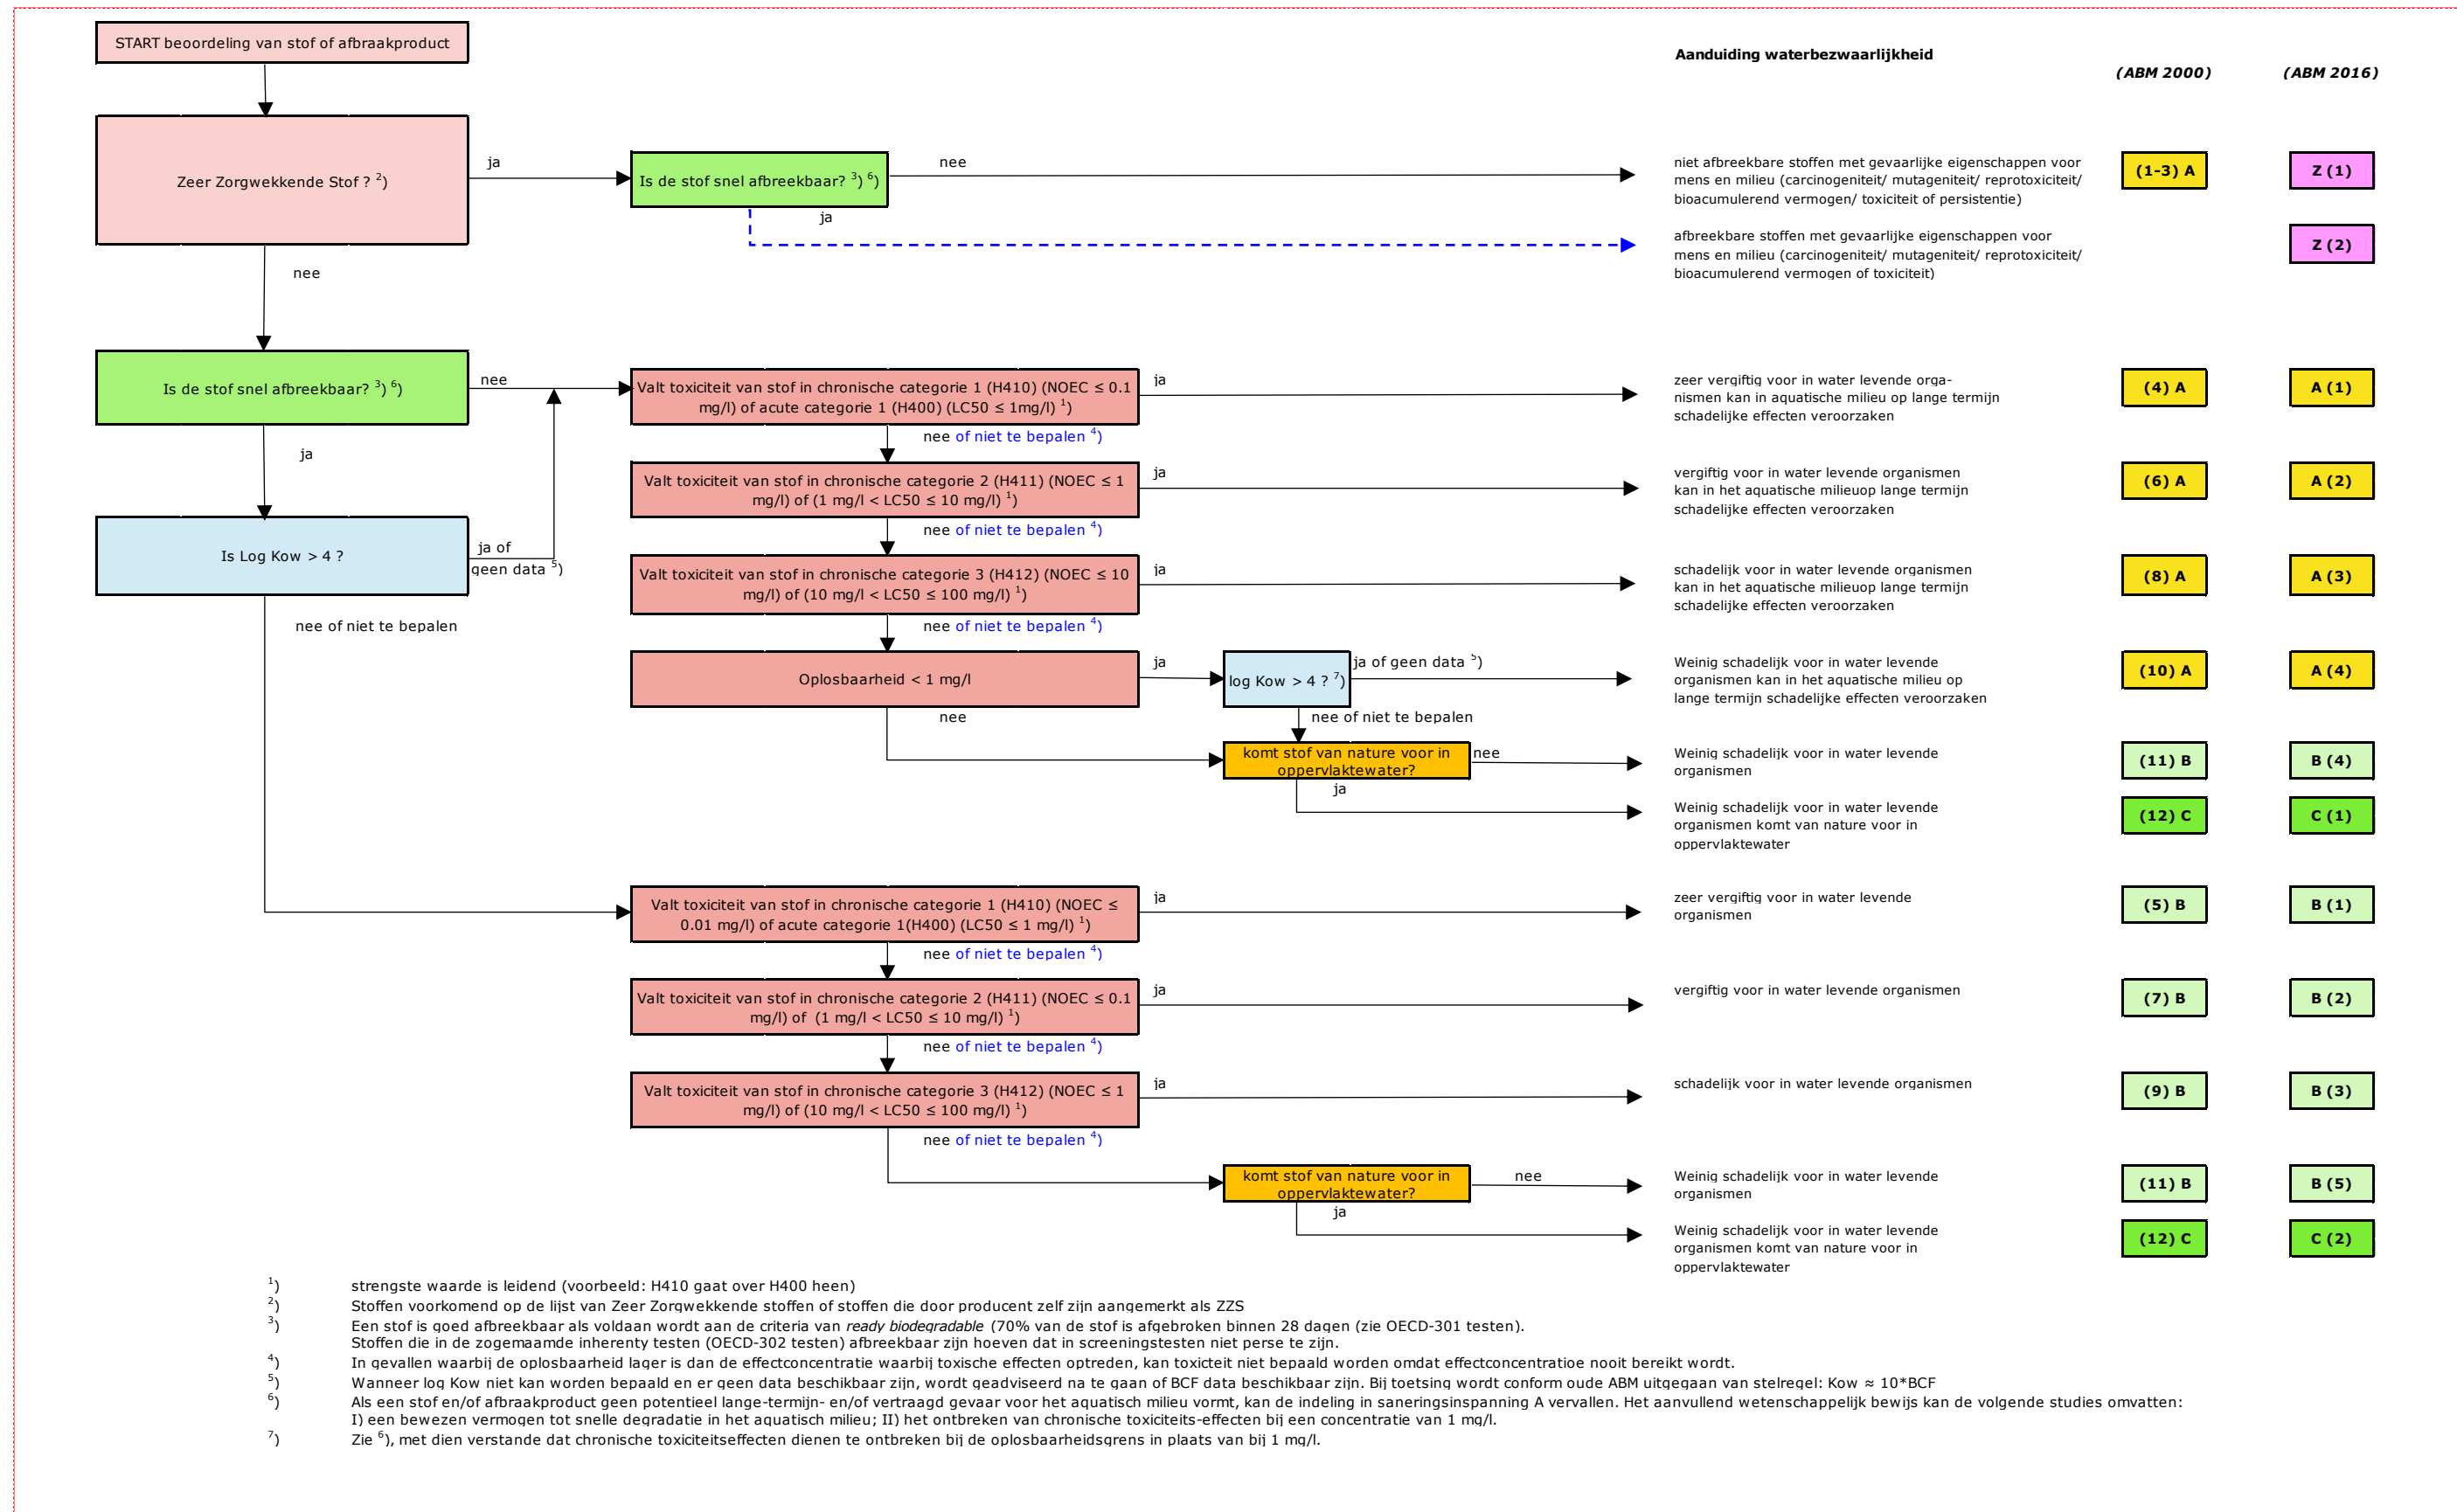 START beoordeling van stof of afbraakproduct
Aanduiding waterbezwaarlijkheid
(ABM 2000)
(ABM 2016)
Zeer Zorgwekkende Stof ? ²)
ja
Is de stof snel afbreekbaar? ³) ⁶)
nee
niet afbreekbare stoffen met gevaarlijke eigenschappen voor
mens en milieu (carcinogeniteit/ mutageniteit/ reprotoxiciteit/
bioacumulerend vermogen/ toxiciteit of persistentie)
(1-3) A
Z (1)
ja
afbreekbare stoffen met gevaarlijke eigenschappen voor
mens en milieu (carcinogeniteit/ mutageniteit/ reprotoxiciteit/
bioacumulerend vermogen of toxiciteit)
Z (2)
nee
Is de stof snel afbreekbaar? ³) ⁶)
nee
Valt toxiciteit van stof in chronische categorie 1 (H410) (NOEC ≤ 0.1
mg/l) of acute categorie 1 (H400) (LC50 ≤ 1mg/l) ¹)
ja
zeer vergiftig voor in water levende orga-
nismen kan in aquatische milieu op lange termijn
schadelijke effecten veroorzaken
(4) A
A (1)
nee of niet te bepalen ⁴)
ja
Valt toxiciteit van stof in chronische categorie 2 (H411) (NOEC ≤ 1
mg/l) of (1 mg/l < LC50 ≤ 10 mg/l) ¹)
ja
vergiftig voor in water levende organismen
kan in het aquatische milieuop lange termijn
schadelijke effecten veroorzaken
(6) A
A (2)
nee of niet te bepalen ⁴)
Is Log Kow > 4 ?
ja of
geen data ⁵)
Valt toxiciteit van stof in chronische categorie 3 (H412) (NOEC ≤ 10
mg/l) of (10 mg/l < LC50 ≤ 100 mg/l) ¹)
ja
schadelijk voor in water levende organismen
kan in het aquatische milieuop lange termijn
schadelijke effecten veroorzaken
(8) A
A (3)
nee of niet te bepalen
nee of niet te bepalen ⁴)
Oplosbaarheid < 1 mg/l
ja
log Kow > 4 ? ⁷)
ja of geen data ⁵)
Weinig schadelijk voor in water levende
organismen kan in het aquatische milieu op
lange termijn schadelijke effecten veroorzaken
(10) A
A (4)
nee
nee of niet te bepalen
komt stof van nature voor in
oppervlaktewater?
nee
Weinig schadelijk voor in water levende
organismen
(11) B
B (4)
ja
Weinig schadelijk voor in water levende
organismen komt van nature voor in
oppervlaktewater
(12) C
C (1)
Valt toxiciteit van stof in chronische categorie 1 (H410) (NOEC ≤
0.01 mg/l) of acute categorie 1(H400) (LC50 ≤ 1 mg/l) ¹)
ja
zeer vergiftig voor in water levende
organismen
(5) B
B (1)
nee of niet te bepalen ⁴)
Valt toxiciteit van stof in chronische categorie 2 (H411) (NOEC ≤ 0.1
mg/l) of (1 mg/l < LC50 ≤ 10 mg/l) ¹)
ja
vergiftig voor in water levende organismen
(7) B
B (2)
nee of niet te bepalen ⁴)
Valt toxiciteit van stof in chronische categorie 3 (H412) (NOEC ≤ 1
mg/l) of (10 mg/l < LC50 ≤ 100 mg/l) ¹)
ja
schadelijk voor in water levende organismen
(9) B
B (3)
nee of niet te bepalen ⁴)
komt stof van nature voor in
oppervlaktewater?
nee
Weinig schadelijk voor in water levende
organismen
(11) B
B (5)
ja
Weinig schadelijk voor in water levende
organismen komt van nature voor in
oppervlaktewater
(12) C
C (2)
¹) strengste waarde is leidend (voorbeeld: H410 gaat over H400 heen)
²) Stoffen voorkomend op de lijst van Zeer Zorgwekkende stoffen of stoffen die door producent zelf zijn aangemerkt als ZZS
³) Een stof is goed afbreekbaar als voldaan wordt aan de criteria van ready biodegradable (70% van de stof is afgebroken binnen 28 dagen (zie OECD-301 testen).
Stoffen die in de zogemaamde inherenty testen (OECD-302 testen) afbreekbaar zijn hoeven dat in screeningstesten niet perse te zijn.
⁴) In gevallen waarbij de oplosbaarheid lager is dan de effectconcentratie waarbij toxische effecten optreden, kan toxicteit niet bepaald worden omdat effectconcentratioe nooit bereikt wordt.
⁵) Wanneer log Kow niet kan worden bepaald en er geen data beschikbaar zijn, wordt geadviseerd na te gaan of BCF data beschikbaar zijn. Bij toetsing wordt conform oude ABM uitgegaan van stelregel: Kow ≈ 10*BCF
⁶) Als een stof en/of afbraakproduct geen potentieel lange-termijn- en/of vertraagd gevaar voor het aquatisch milieu vormt, kan de indeling in saneringsinspanning A vervallen. Het aanvullend wetenschappelijk bewijs kan de volgende studies omvatten:
I) een bewezen vermogen tot snelle degradatie in het aquatisch milieu; II) het ontbreken van chronische toxiciteits-effecten bij een concentratie van 1 mg/l.
⁷) Zie ⁶), met dien verstande dat chronische toxiciteitseffecten dienen te ontbreken bij de oplosbaarheidsgrens in plaats van bij 1 mg/l.